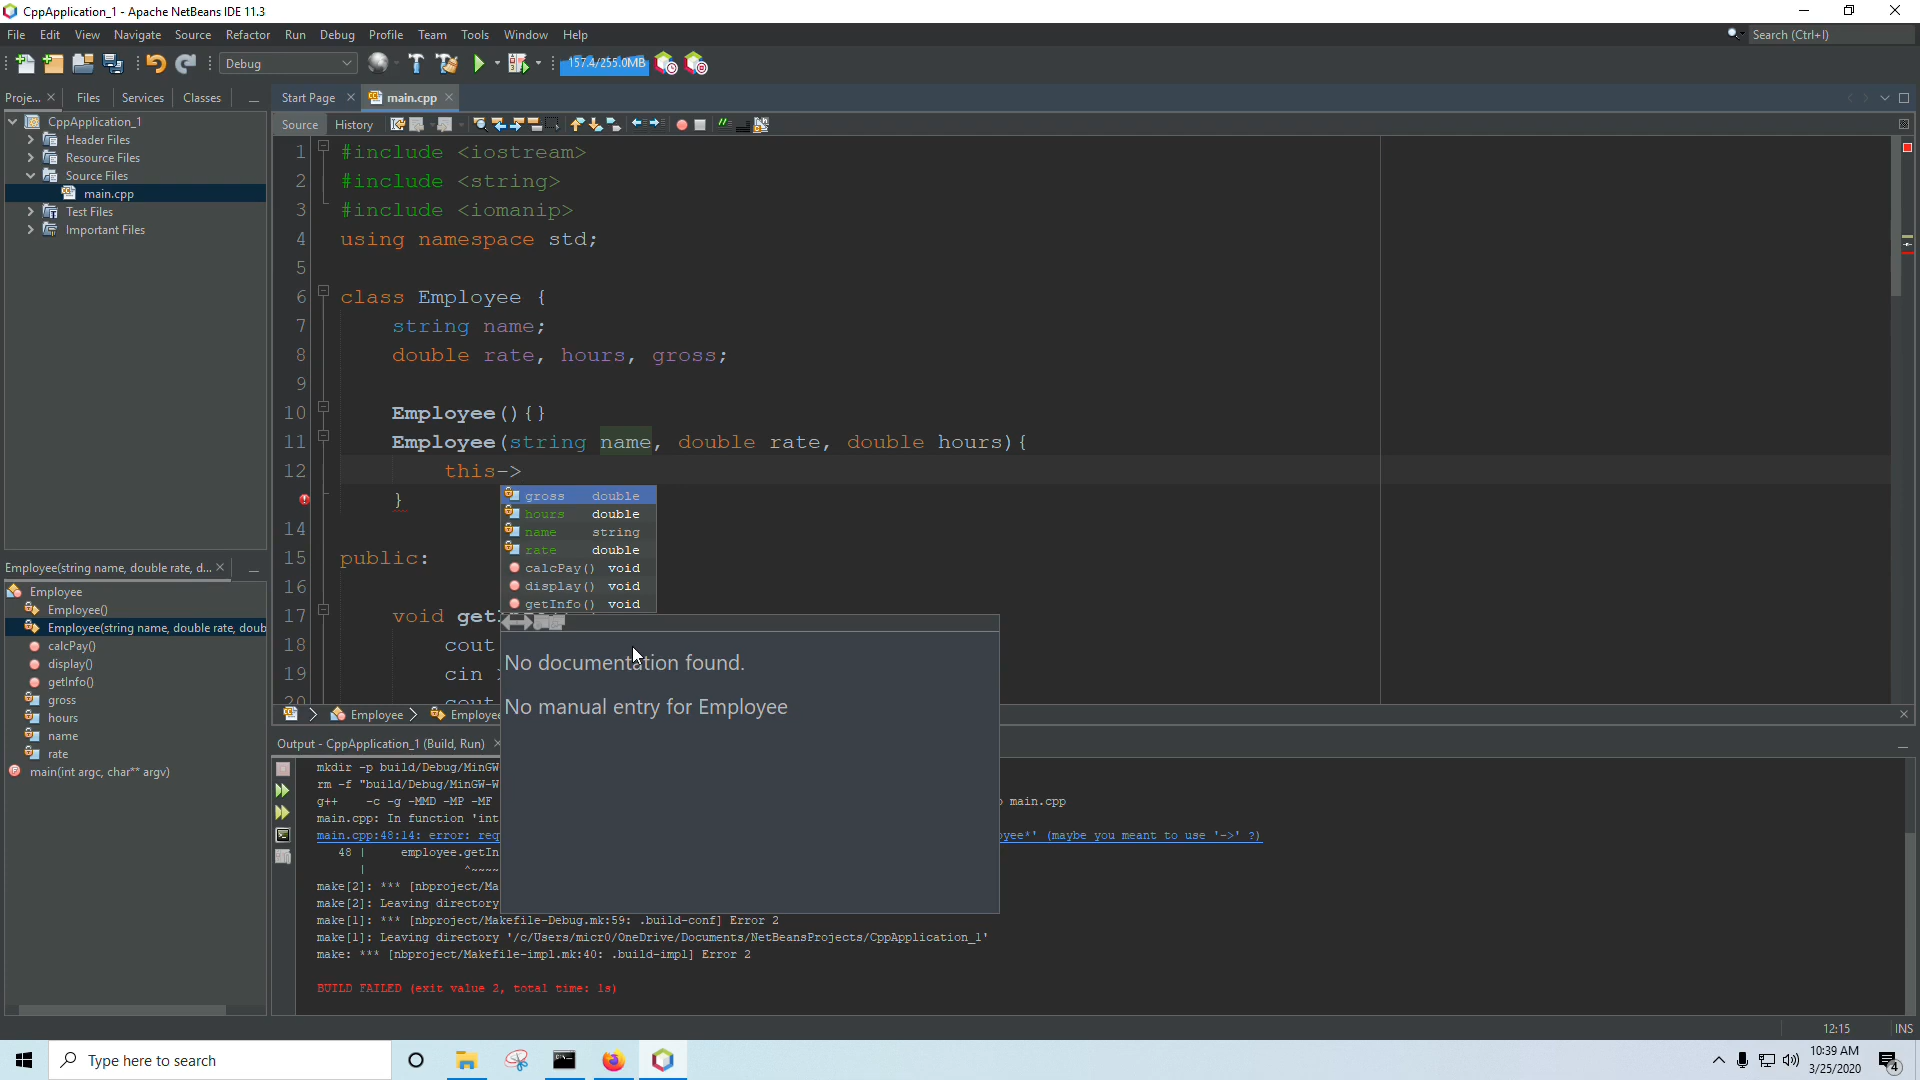 CppApplication_1 - Apache NetBeans IDE 11.3
File Edit View Navigate Source Refactor Run Debug Profile Team Tools Window Help
Search (Ctrl+I)
Debug
157.4/255.0MB
Proje... Files Services Classes
Start Page main.cpp
CppApplication_1
Header Files
Resource Files
Source Files
main.cpp
Test Files
Important Files
Source History
1 #include <iostream>
2 #include <string>
3 #include <iomanip>
4 using namespace std;
5
6 class Employee {
7 string name;
8 double rate, hours, gross;
9
10 Employee(){}
11 Employee(string name, double rate, double hours){
12 this->
}
14
15 public:
16
17 void get
18 cout
19 cin
20 cout
gross double
hours double
name string
rate double
calcPay() void
display() void
getInfo() void
No documentation found.
No manual entry for Employee
Employee Employee
Employee(string name, double rate, d...
Employee
Employee()
Employee(string name, double rate, doub
calcPay()
display()
getInfo()
gross
hours
name
rate
main(int argc, char** argv)
Output - CppApplication_1 (Build, Run)
mkdir -p build/Debug/MinGW
rm -f "build/Debug/MinGW-W
g++ -c -g -MMD -MP -MF main.cpp
main.cpp: In function 'int
main.cpp:48:14: error: req yee*' (maybe you meant to use '->' ?)
48 | employee.getIn
| ^~~~~
make[2]: *** [nbproject/Ma
make[2]: Leaving directory
make[1]: *** [nbproject/Makefile-Debug.mk:59: .build-conf] Error 2
make[1]: Leaving directory '/c/Users/micr0/OneDrive/Documents/NetBeansProjects/CppApplication_1'
make: *** [nbproject/Makefile-impl.mk:40: .build-impl] Error 2
BUILD FAILED (exit value 2, total time: 1s)
12:15 INS
Type here to search
10:39 AM
3/25/2020
4